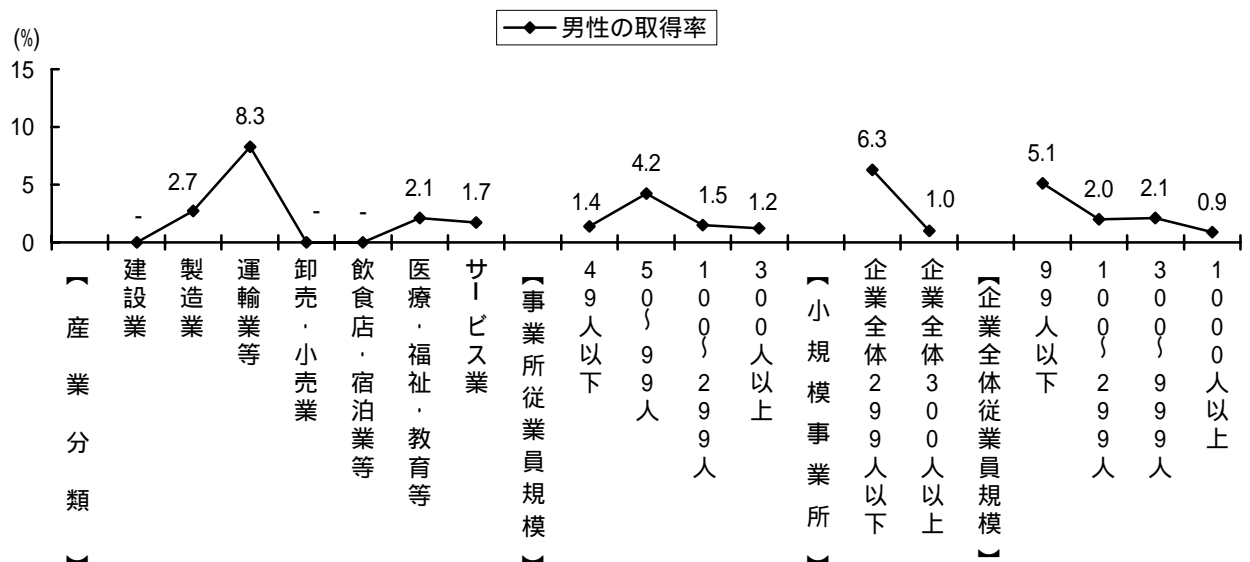 男性の取得率
(%)
15
10
5
0
-
2.7
8.3
-
-
2.1
1.7
1.4
4.2
1.5
1.2
6.3
1.0
5.1
2.0
2.1
0.9
【産業分類】
建設業
製造業
運輸業等
卸売・小売業
飲食店・宿泊業等
医療・福祉・教育等
サービス業
【事業所従業員規模】
49人以下
50～99人
100～299人
300人以上
【小規模事業所】
企業全体299人以下
企業全体300人以上
【企業全体従業員規模】
99人以下
100～299人
300～999人
1000人以上